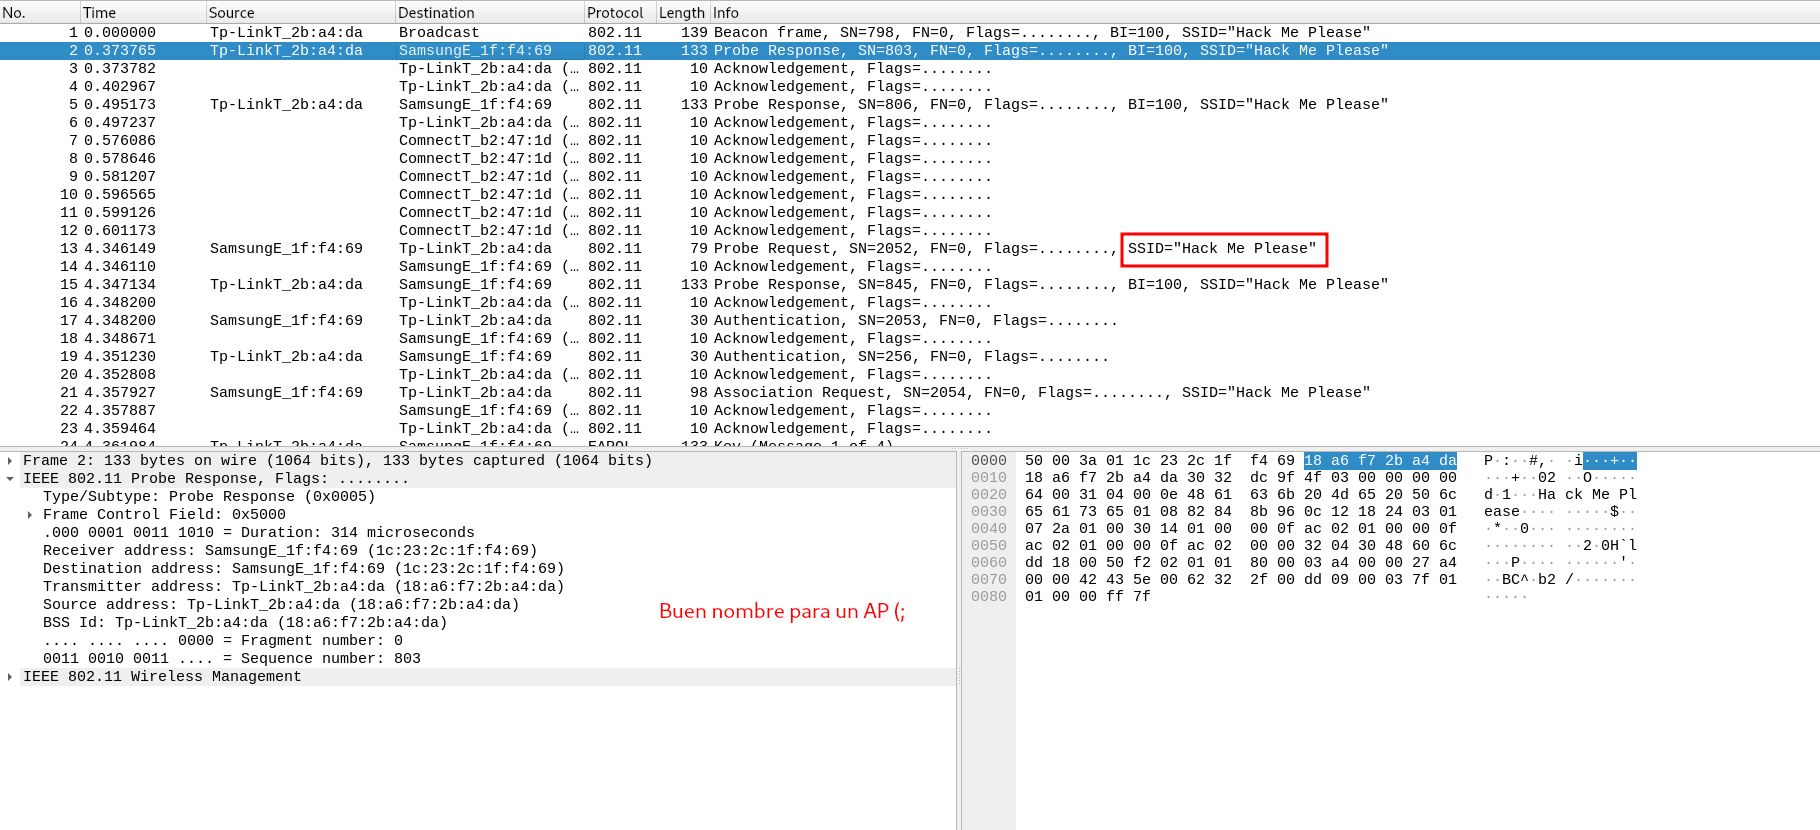 No. Time Source Destination Protocol Length Info
1 0.000000 Tp-LinkT_2b:a4:da Broadcast 802.11 139 Beacon frame, SN=798, FN=0, Flags=........, BI=100, SSID="Hack Me Please"
2 0.373765 Tp-LinkT_2b:a4:da SamsungE_1f:f4:69 802.11 133 Probe Response, SN=803, FN=0, Flags=........, BI=100, SSID="Hack Me Please"
3 0.373782 Tp-LinkT_2b:a4:da (… 802.11 10 Acknowledgement, Flags=........
4 0.402967 Tp-LinkT_2b:a4:da (… 802.11 10 Acknowledgement, Flags=........
5 0.495173 Tp-LinkT_2b:a4:da SamsungE_1f:f4:69 802.11 133 Probe Response, SN=806, FN=0, Flags=........, BI=100, SSID="Hack Me Please"
6 0.497237 Tp-LinkT_2b:a4:da (… 802.11 10 Acknowledgement, Flags=........
7 0.576086 ComnectT_b2:47:1d (… 802.11 10 Acknowledgement, Flags=........
8 0.578646 ComnectT_b2:47:1d (… 802.11 10 Acknowledgement, Flags=........
9 0.581207 ComnectT_b2:47:1d (… 802.11 10 Acknowledgement, Flags=........
10 0.596565 ComnectT_b2:47:1d (… 802.11 10 Acknowledgement, Flags=........
11 0.599126 ComnectT_b2:47:1d (… 802.11 10 Acknowledgement, Flags=........
12 0.601173 ComnectT_b2:47:1d (… 802.11 10 Acknowledgement, Flags=........
13 4.346149 SamsungE_1f:f4:69 Tp-LinkT_2b:a4:da 802.11 79 Probe Request, SN=2052, FN=0, Flags=........, SSID="Hack Me Please"
14 4.346110 SamsungE_1f:f4:69 (… 802.11 10 Acknowledgement, Flags=........
15 4.347134 Tp-LinkT_2b:a4:da SamsungE_1f:f4:69 802.11 133 Probe Response, SN=845, FN=0, Flags=........, BI=100, SSID="Hack Me Please"
16 4.348200 Tp-LinkT_2b:a4:da (… 802.11 10 Acknowledgement, Flags=........
17 4.348200 SamsungE_1f:f4:69 Tp-LinkT_2b:a4:da 802.11 30 Authentication, SN=2053, FN=0, Flags=........
18 4.348671 SamsungE_1f:f4:69 (… 802.11 10 Acknowledgement, Flags=........
19 4.351230 Tp-LinkT_2b:a4:da SamsungE_1f:f4:69 802.11 30 Authentication, SN=256, FN=0, Flags=........
20 4.352808 Tp-LinkT_2b:a4:da (… 802.11 10 Acknowledgement, Flags=........
21 4.357927 SamsungE_1f:f4:69 Tp-LinkT_2b:a4:da 802.11 98 Association Request, SN=2054, FN=0, Flags=........, SSID="Hack Me Please"
22 4.357887 SamsungE_1f:f4:69 (… 802.11 10 Acknowledgement, Flags=........
23 4.359464 Tp-LinkT_2b:a4:da (… 802.11 10 Acknowledgement, Flags=........
24 4.361984 Tp-LinkT_2b:a4:da SamsungE_1f:f4:69 EAPOL 133 Key (Message 1 of 4)
Frame 2: 133 bytes on wire (1064 bits), 133 bytes captured (1064 bits)
IEEE 802.11 Probe Response, Flags: ........
Type/Subtype: Probe Response (0x0005)
Frame Control Field: 0x5000
.000 0001 0011 1010 = Duration: 314 microseconds
Receiver address: SamsungE_1f:f4:69 (1c:23:2c:1f:f4:69)
Destination address: SamsungE_1f:f4:69 (1c:23:2c:1f:f4:69)
Transmitter address: Tp-LinkT_2b:a4:da (18:a6:f7:2b:a4:da)
Source address: Tp-LinkT_2b:a4:da (18:a6:f7:2b:a4:da)
BSS Id: Tp-LinkT_2b:a4:da (18:a6:f7:2b:a4:da)
.... .... .... 0000 = Fragment number: 0
0011 0010 0011 .... = Sequence number: 803
IEEE 802.11 Wireless Management
Buen nombre para un AP (;
0000 50 00 3a 01 1c 23 2c 1f f4 69 18 a6 f7 2b a4 da P·:··#,· ·i···+··
0010 18 a6 f7 2b a4 da 30 32 dc 9f 4f 03 00 00 00 00 ···+··02 ··O·····
0020 64 00 31 04 00 0e 48 61 63 6b 20 4d 65 20 50 6c d·1···Ha ck Me Pl
0030 65 61 73 65 01 08 82 84 8b 96 0c 12 18 24 03 01 ease···· ·····$··
0040 07 2a 01 00 30 14 01 00 00 0f ac 02 01 00 00 0f ·*··0··· ········
0050 ac 02 01 00 00 0f ac 02 00 00 32 04 30 48 60 6c ········ ··2·0H`l
0060 dd 18 00 50 f2 02 01 01 80 00 03 a4 00 00 27 a4 ···P···· ······'·
0070 00 00 42 43 5e 00 62 32 2f 00 dd 09 00 03 7f 01 ··BC^·b2 /·······
0080 01 00 00 ff 7f ·····